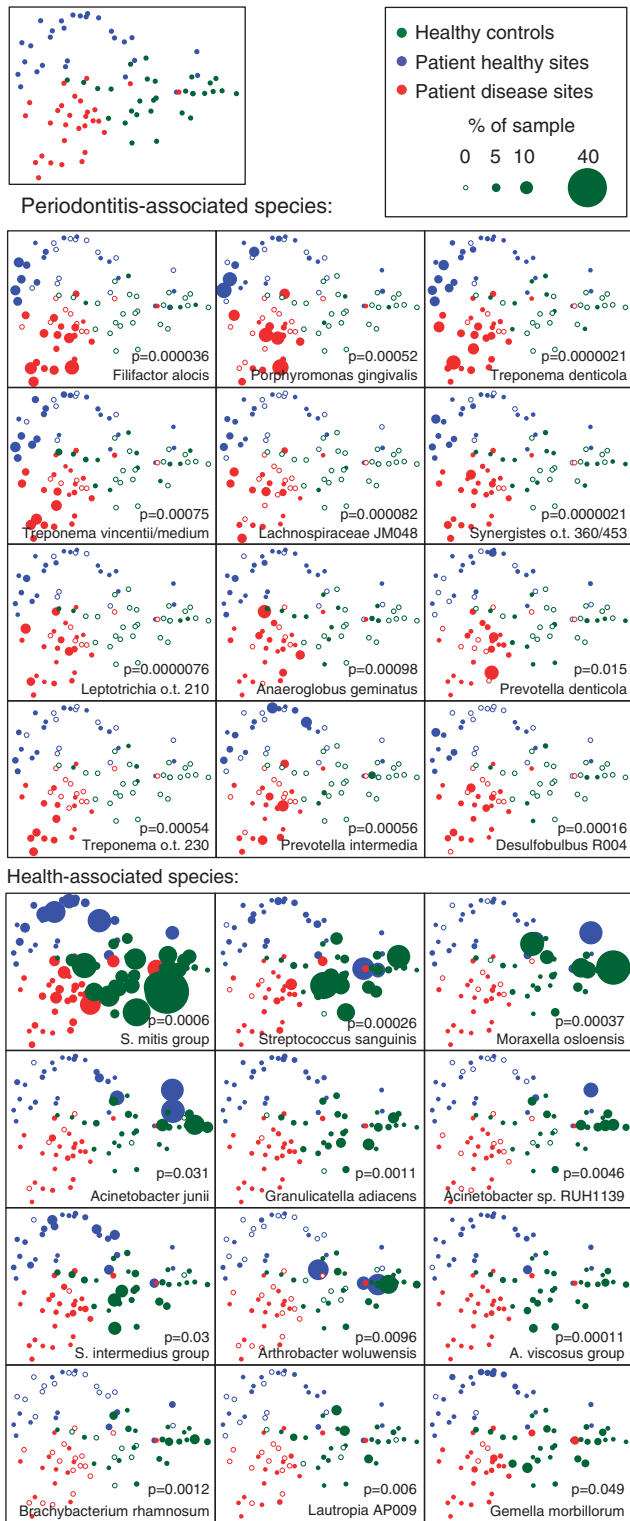 Healthy controls
Patient healthy sites
Patient disease sites
% of sample
0 5 10 40
Periodontitis-associated species:
p=0.000036
Filifactor alocis
p=0.00052
Porphyromonas gingivalis
p=0.0000021
Treponema denticola
p=0.00075
Treponema vincentii/medium
p=0.000082
Lachnospiraceae JM048
p=0.0000021
Synergistes o.t. 360/453
p=0.0000076
Leptotrichia o.t. 210
p=0.00098
Anaeroglobus geminatus
p=0.015
Prevotella denticola
p=0.00054
Treponema o.t. 230
p=0.00056
Prevotella intermedia
p=0.00016
Desulfobulbus R004
Health-associated species:
p=0.0006
S. mitis group
p=0.00026
Streptococcus sanguinis
p=0.00037
Moraxella osloensis
p=0.031
Acinetobacter junii
p=0.0011
Granulicatella adiacens
p=0.0046
Acinetobacter sp. RUH1139
p=0.03
S. intermedius group
p=0.0096
Arthrobacter woluwensis
p=0.00011
A. viscosus group
p=0.0012
Brachybacterium rhamnosum
p=0.006
Lautropia AP009
p=0.049
Gemella morbillorum